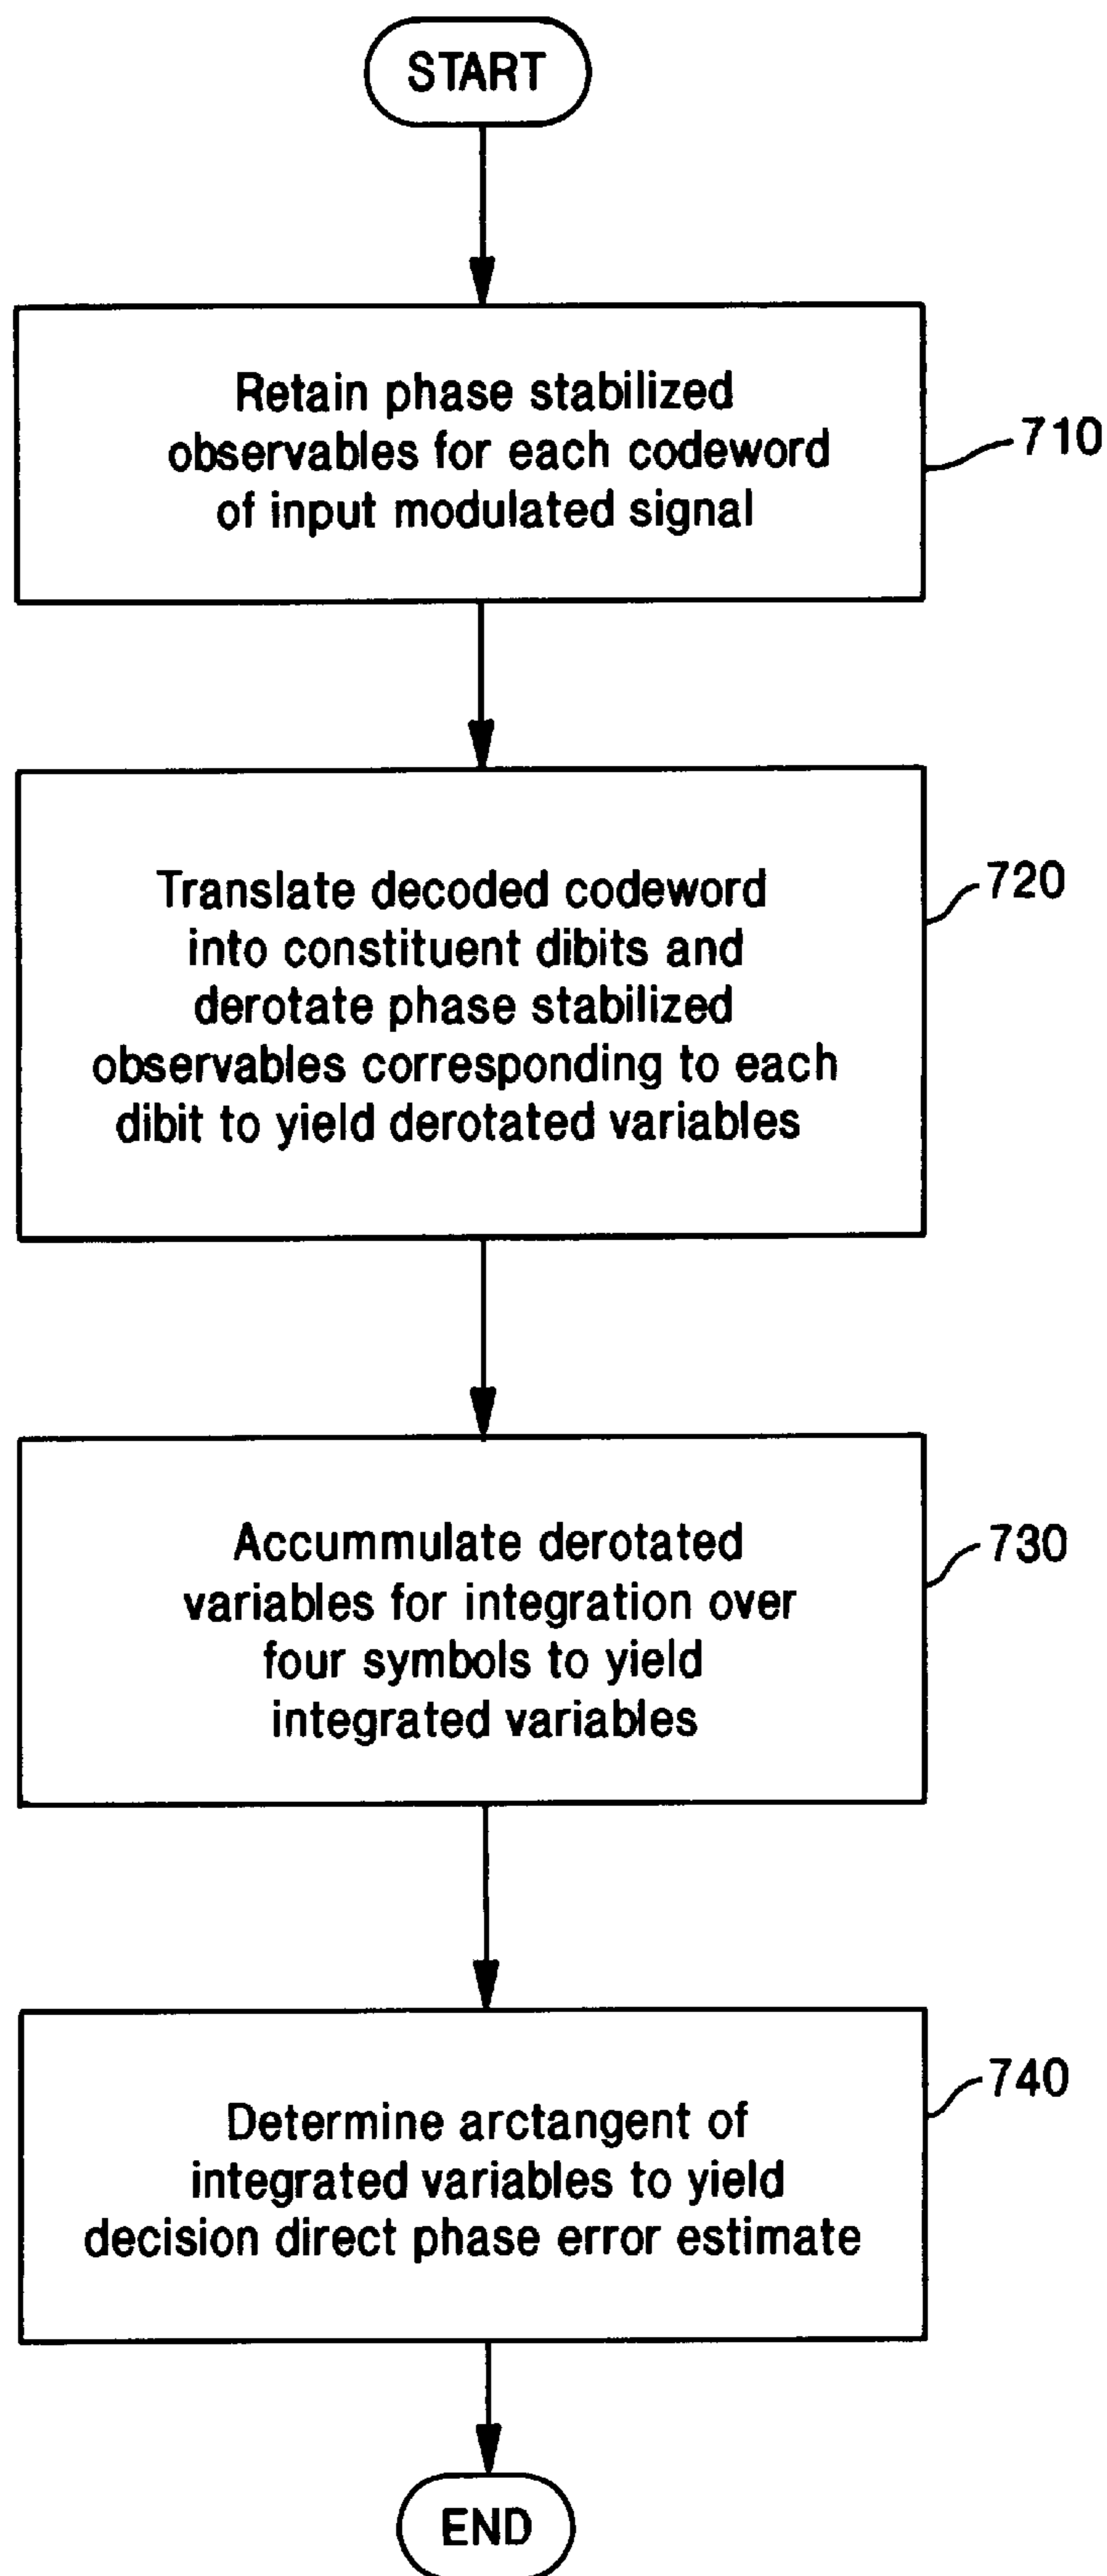 START
Retain phase stabilized
observables for each codeword
of input modulated signal
710
Translate decoded codeword
into constituent dibits and
derotate phase stabilized
observables corresponding to each
dibit to yield derotated variables
720
Accummulate derotated
variables for integration over
four symbols to yield
integrated variables
730
Determine arctangent of
integrated variables to yield
decision direct phase error estimate
740
END